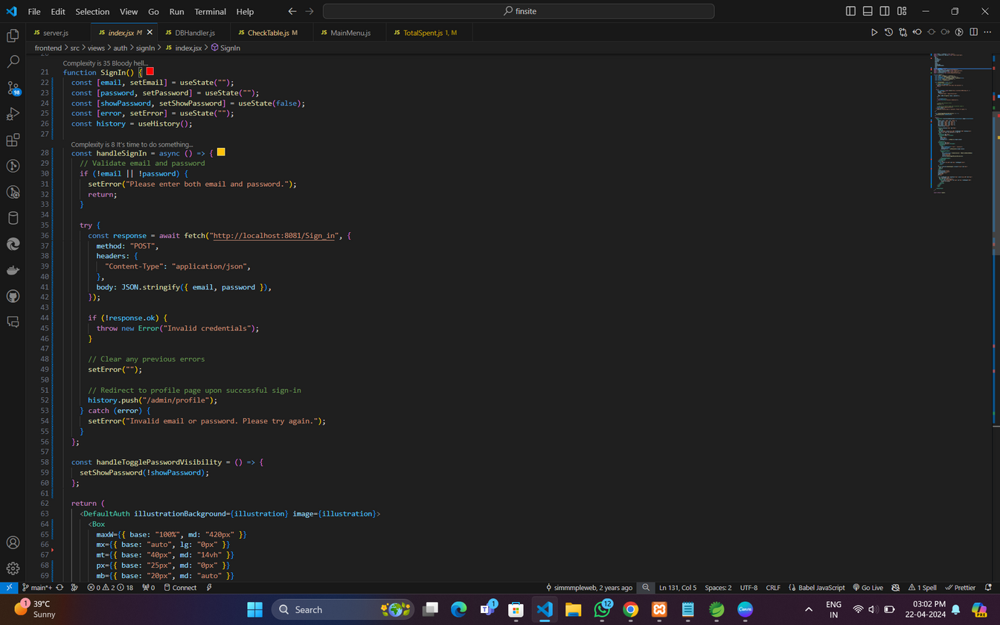 File Edit Selection View Go Run Terminal Help
finsite
JS server.js
JS index.jsx M
JS DBHandler.js
JS CheckTable.js M
JS MainMenu.js
JS TotalSpent.js 1, M
frontend > src > views > auth > signIn > JS index.jsx > SignIn
Complexity is 35 Bloody hell...
21 function SignIn() {
22 const [email, setEmail] = useState("");
23 const [password, setPassword] = useState("");
24 const [showPassword, setShowPassword] = useState(false);
25 const [error, setError] = useState("");
26 const history = useHistory();
27
Complexity is 8 It's time to do something...
28 const handleSignIn = async () => {
29 // Validate email and password
30 if (!email || !password) {
31 setError("Please enter both email and password.");
32 return;
33 }
34
35 try {
36 const response = await fetch("http://localhost:8081/Sign_in", {
37 method: "POST",
38 headers: {
39 "Content-Type": "application/json",
40 },
41 body: JSON.stringify({ email, password }),
42 });
43
44 if (!response.ok) {
45 throw new Error("Invalid credentials");
46 }
47
48 // Clear any previous errors
49 setError("");
50
51 // Redirect to profile page upon successful sign-in
52 history.push("/admin/profile");
53 } catch (error) {
54 setError("Invalid email or password. Please try again.");
55 }
56 };
57
58 const handleTogglePasswordVisibility = () => {
59 setShowPassword(!showPassword);
60 };
61
62 return (
63 <DefaultAuth illustrationBackground={illustration} image={illustration}>
64 <Box
65 maxW={{ base: "100%", md: "420px" }}
66 mx={{ base: "auto", lg: "0px" }}
67 mt={{ base: "40px", md: "14vh" }}
68 px={{ base: "25px", md: "0px" }}
69 mb={{ base: "20px", md: "auto" }}
98
main*+ 0 2 18 0 Connect
simmmpleweb, 2 years ago Ln 131, Col 5 Spaces: 2 UTF-8 CRLF {} Babel JavaScript Go Live 1 Spell Prettier
1
39°C
Sunny
Search
1
12
Canva
ENG
IN
03:02 PM
22-04-2024
PRE